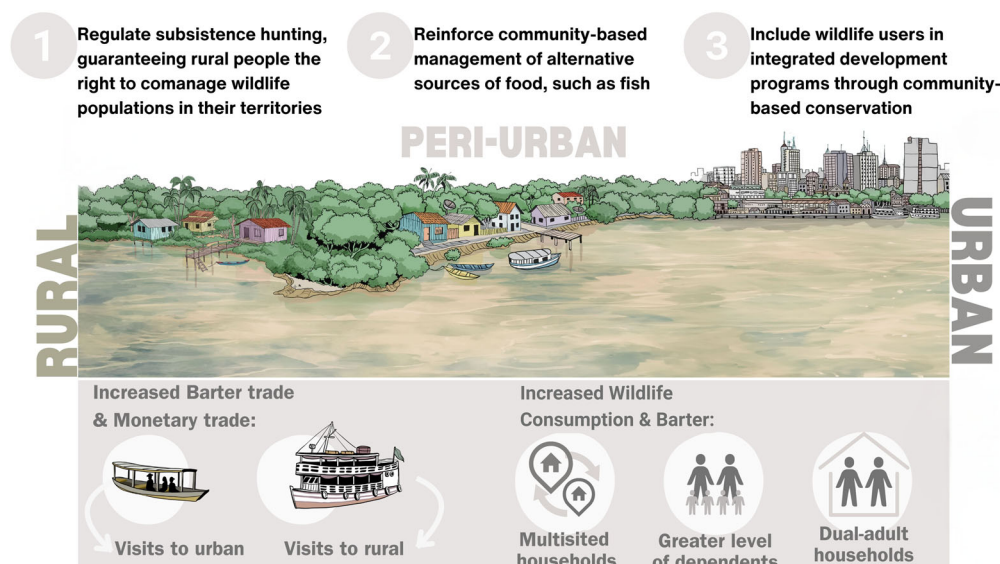 1
Regulate subsistence hunting,
guaranteeing rural people the
right to comanage wildlife
populations in their territories
2
Reinforce community-based
management of alternative
sources of food, such as fish
3
Include wildlife users in
integrated development
programs through community-
based conservation
PERI-URBAN
RURAL
URBAN
Increased Barter trade
& Monetary trade:
Visits to urban
Visits to rural
Increased Wildlife
Consumption & Barter:
Multisited
households
Greater level
of dependents
Dual-adult
households